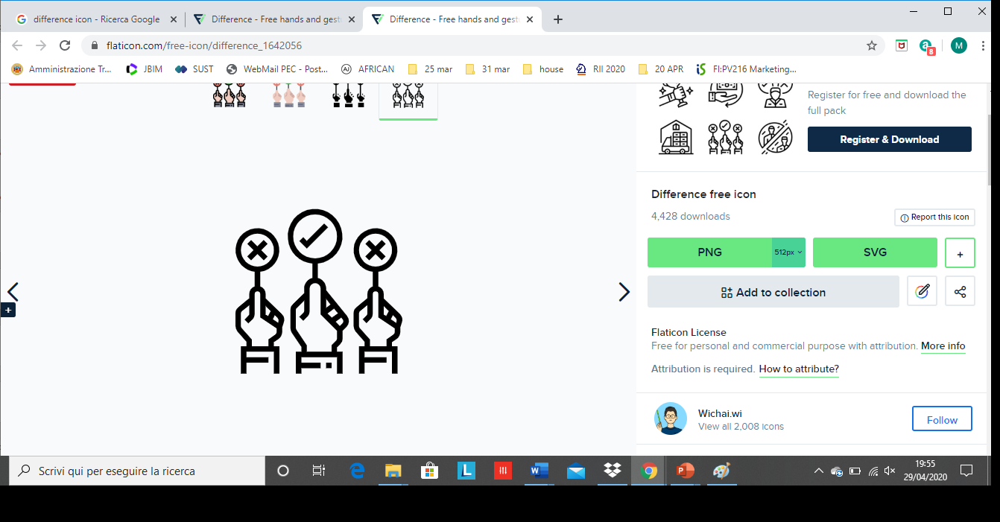 difference icon - Ricerca Google
Difference - Free hands and gest
Difference - Free hands and gest
flaticon.com/free-icon/difference_1642056
8
M
Amministrazione Tr...
JBIM
SUST
WebMail PEC - Post...
AFRICAN
25 mar
31 mar
house
RII 2020
20 APR
FI:PV216 Marketing...
Register for free and download the
full pack
Register & Download
Difference free icon
4,428 downloads
Report this icon
PNG
512px
SVG
+
Add to collection
Flaticon License
Free for personal and commercial purpose with attribution. More info
Attribution is required. How to attribute?
Wichai.wi
View all 2,008 icons
Follow
Scrivi qui per eseguire la ricerca
19:55
29/04/2020